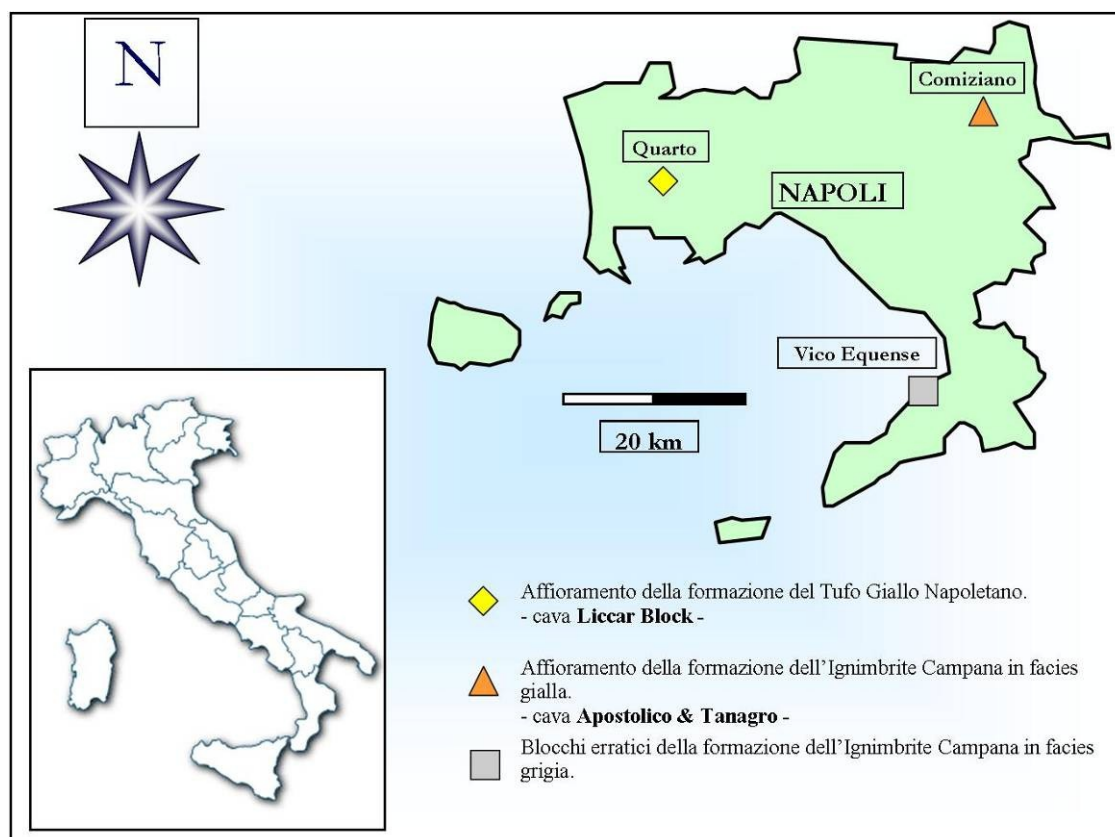 N
Comiziano
Quarto
NAPOLI
Vico Equense
20 km
Affioramento della formazione del Tufo Giallo Napoletano.
- cava Liccar Block -
Affioramento della formazione dell'Ignimbrite Campana in facies
gialla.
- cava Apostolico & Tanagro -
Blocchi erratici della formazione dell'Ignimbrite Campana in facies
grigia.